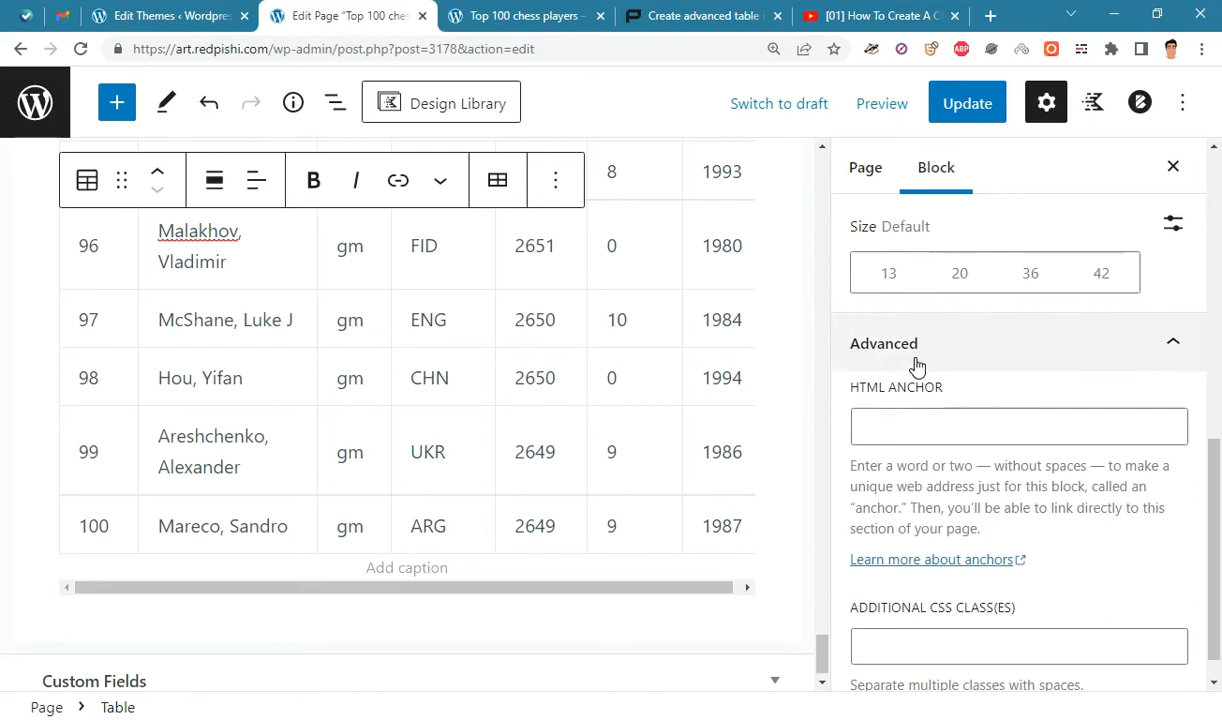 Edit Themes ‹ Wordpres
Edit Page "Top 100 ches
Top 100 chess players –
Create advanced table i
[01] How To Create A C
https://art.redpishi.com/wp-admin/post.php?post=3178&action=edit
ABP
Design Library
Switch to draft
Preview
Update
Page
Block
8 1993
96 Malakhov, Vladimir gm FID 2651 0 1980
97 McShane, Luke J gm ENG 2650 10 1984
98 Hou, Yifan gm CHN 2650 0 1994
99 Areshchenko, Alexander gm UKR 2649 9 1986
100 Mareco, Sandro gm ARG 2649 9 1987
Add caption
Size Default
13 20 36 42
Advanced
HTML ANCHOR
Enter a word or two — without spaces — to make a
unique web address just for this block, called an
“anchor.” Then, you’ll be able to link directly to this
section of your page.
Learn more about anchors
ADDITIONAL CSS CLASS(ES)
Separate multiple classes with spaces.
Custom Fields
Page > Table